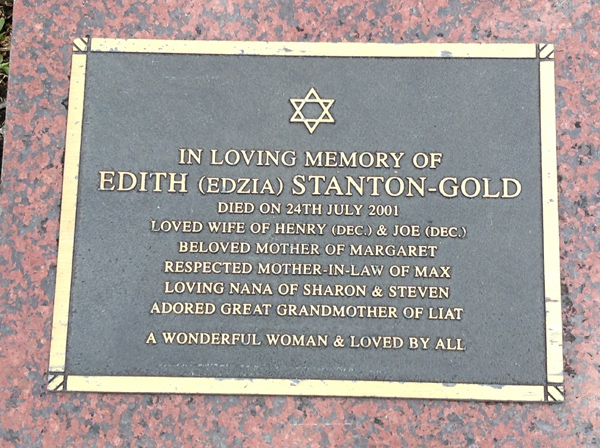 IN LOVING MEMORY OF
EDITH (EDZIA) STANTON-GOLD
DIED ON 24TH JULY 2001
LOVED WIFE OF HENRY (DEC.) & JOE (DEC.)
BELOVED MOTHER OF MARGARET
RESPECTED MOTHER-IN-LAW OF MAX
LOVING NANA OF SHARON & STEVEN
ADORED GREAT GRANDMOTHER OF LIAT
A WONDERFUL WOMAN & LOVED BY ALL